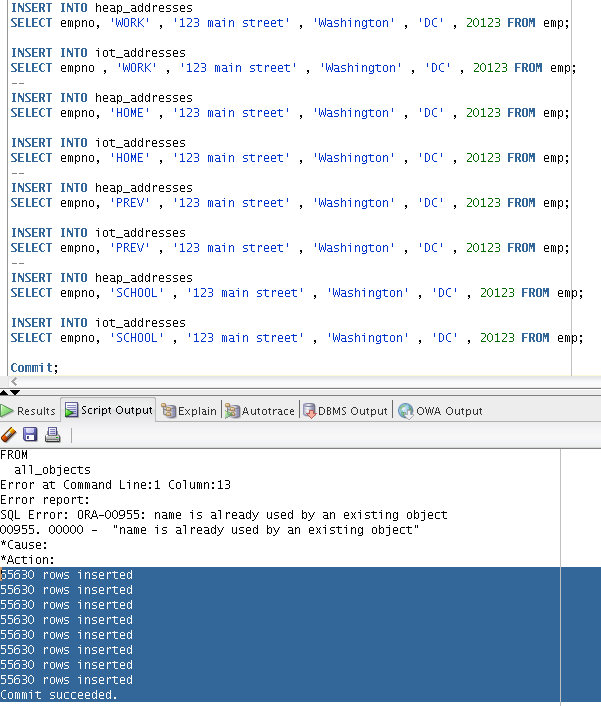 INSERT INTO heap_addresses
SELECT empno, 'WORK' , '123 main street' , 'Washington' , 'DC' , 20123 FROM emp;
INSERT INTO iot_addresses
SELECT empno , 'WORK' , '123 main street' , 'Washington' , 'DC' , 20123 FROM emp;
--
INSERT INTO heap_addresses
SELECT empno, 'HOME' , '123 main street' , 'Washington' , 'DC' , 20123 FROM emp;
INSERT INTO iot_addresses
SELECT empno, 'HOME' , '123 main street' , 'Washington' , 'DC' , 20123 FROM emp;
--
INSERT INTO heap_addresses
SELECT empno, 'PREV' , '123 main street' , 'Washington' , 'DC' , 20123 FROM emp;
INSERT INTO iot_addresses
SELECT empno, 'PREV' , '123 main street' , 'Washington' , 'DC' , 20123 FROM emp;
--
INSERT INTO heap_addresses
SELECT empno, 'SCHOOL' , '123 main street' , 'Washington' , 'DC' , 20123 FROM emp;
INSERT INTO iot_addresses
SELECT empno, 'SCHOOL' , '123 main street' , 'Washington' , 'DC' , 20123 FROM emp;
Commit;
Results Script Output Explain Autotrace DBMS Output OWA Output
FROM
all_objects
Error at Command Line:1 Column:13
Error report:
SQL Error: ORA-00955: name is already used by an existing object
00955. 00000 - "name is already used by an existing object"
*Cause:
*Action:
55630 rows inserted
55630 rows inserted
55630 rows inserted
55630 rows inserted
55630 rows inserted
55630 rows inserted
55630 rows inserted
55630 rows inserted
Commit succeeded.